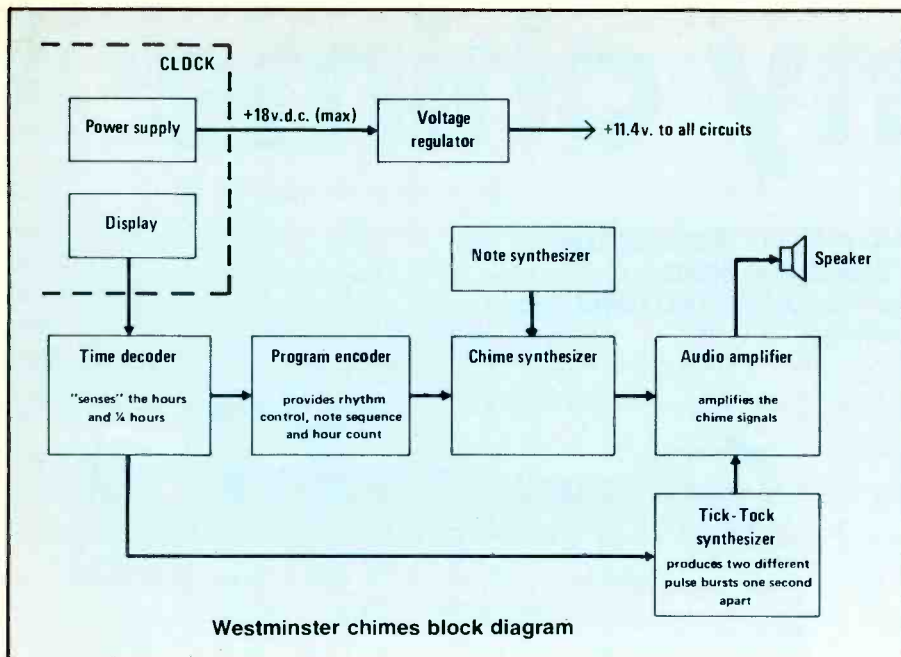 CLOCK
Power supply
+18v.d.c. (max)
Voltage
regulator
+11.4v. to all circuits
Display
Note synthesizer
Speaker
Time decoder
"senses" the hours
and ¼ hours
Program encoder
provides rhythm
control, note sequence
and hour count
Chime synthesizer
Audio amplifier
amplifies the
chime signals
Tick-Tock
synthesizer
produces two different
pulse bursts one second
apart
Westminster chimes block diagram